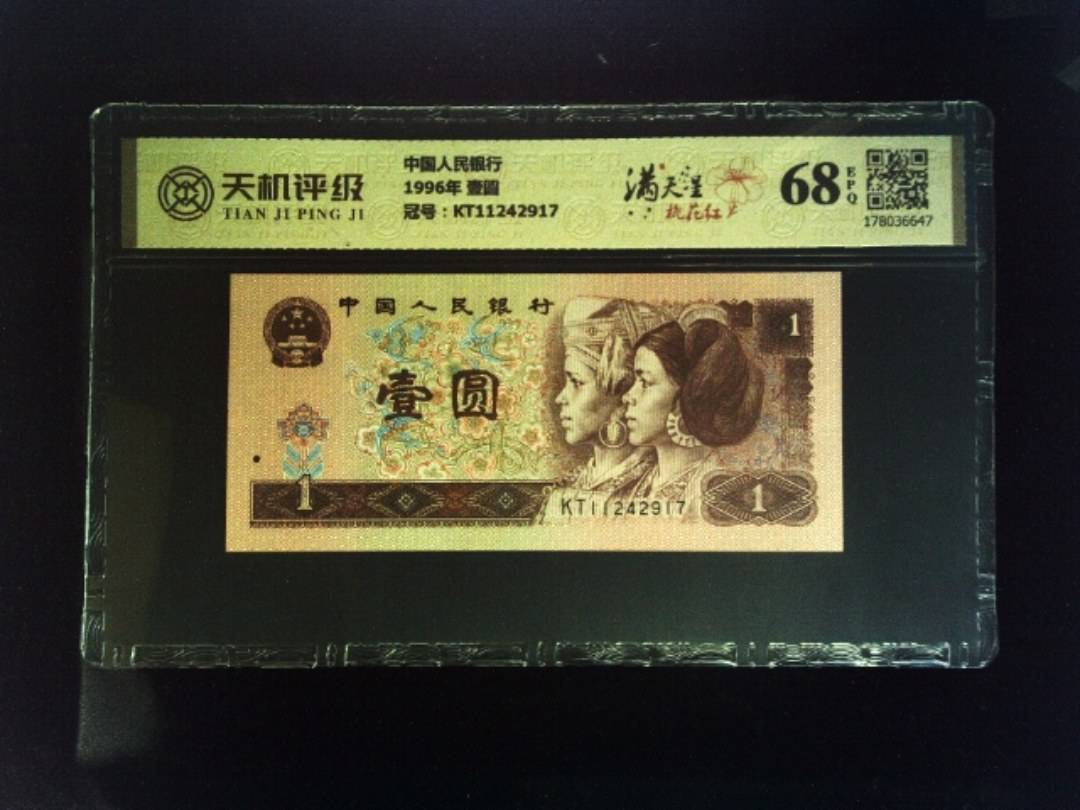 天机评级
TIAN JI PING JI
中国人民银行
1996年 壹圆
冠号：KT11242917
满天星
桃花红
68
EPQ
178036647
中国人民银行
1
壹圆
1
KT11242917
1